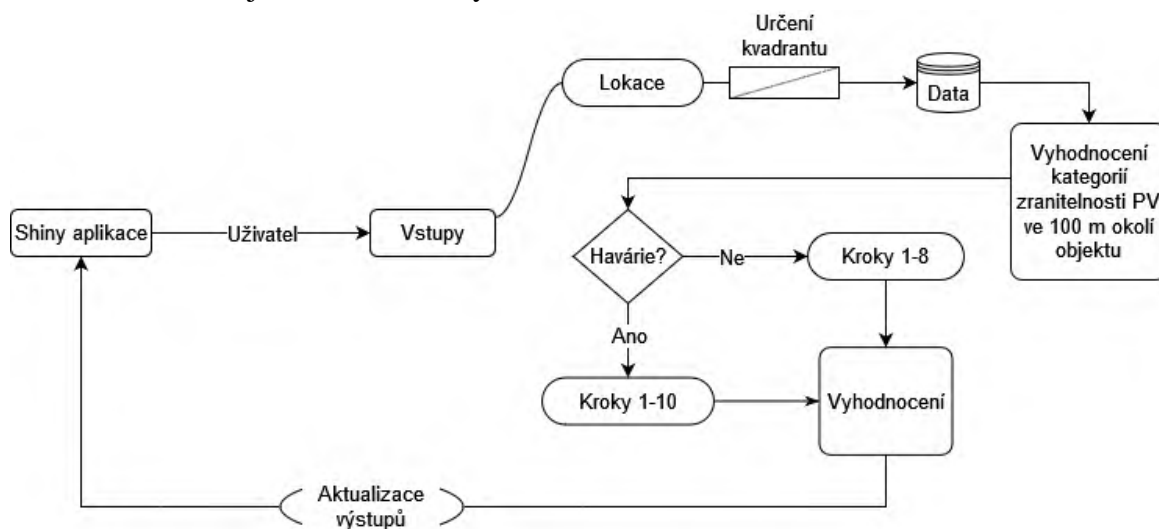 Určení
kvadrantu
Lokace
Data
Vyhodnocení
kategorií
zranitelnosti PV
ve 100 m okolí
objektu
Shiny aplikace
Uživatel
Vstupy
Havárie?
Ne
Kroky 1-8
Ano
Kroky 1-10
Vyhodnocení
Aktualizace
výstupů